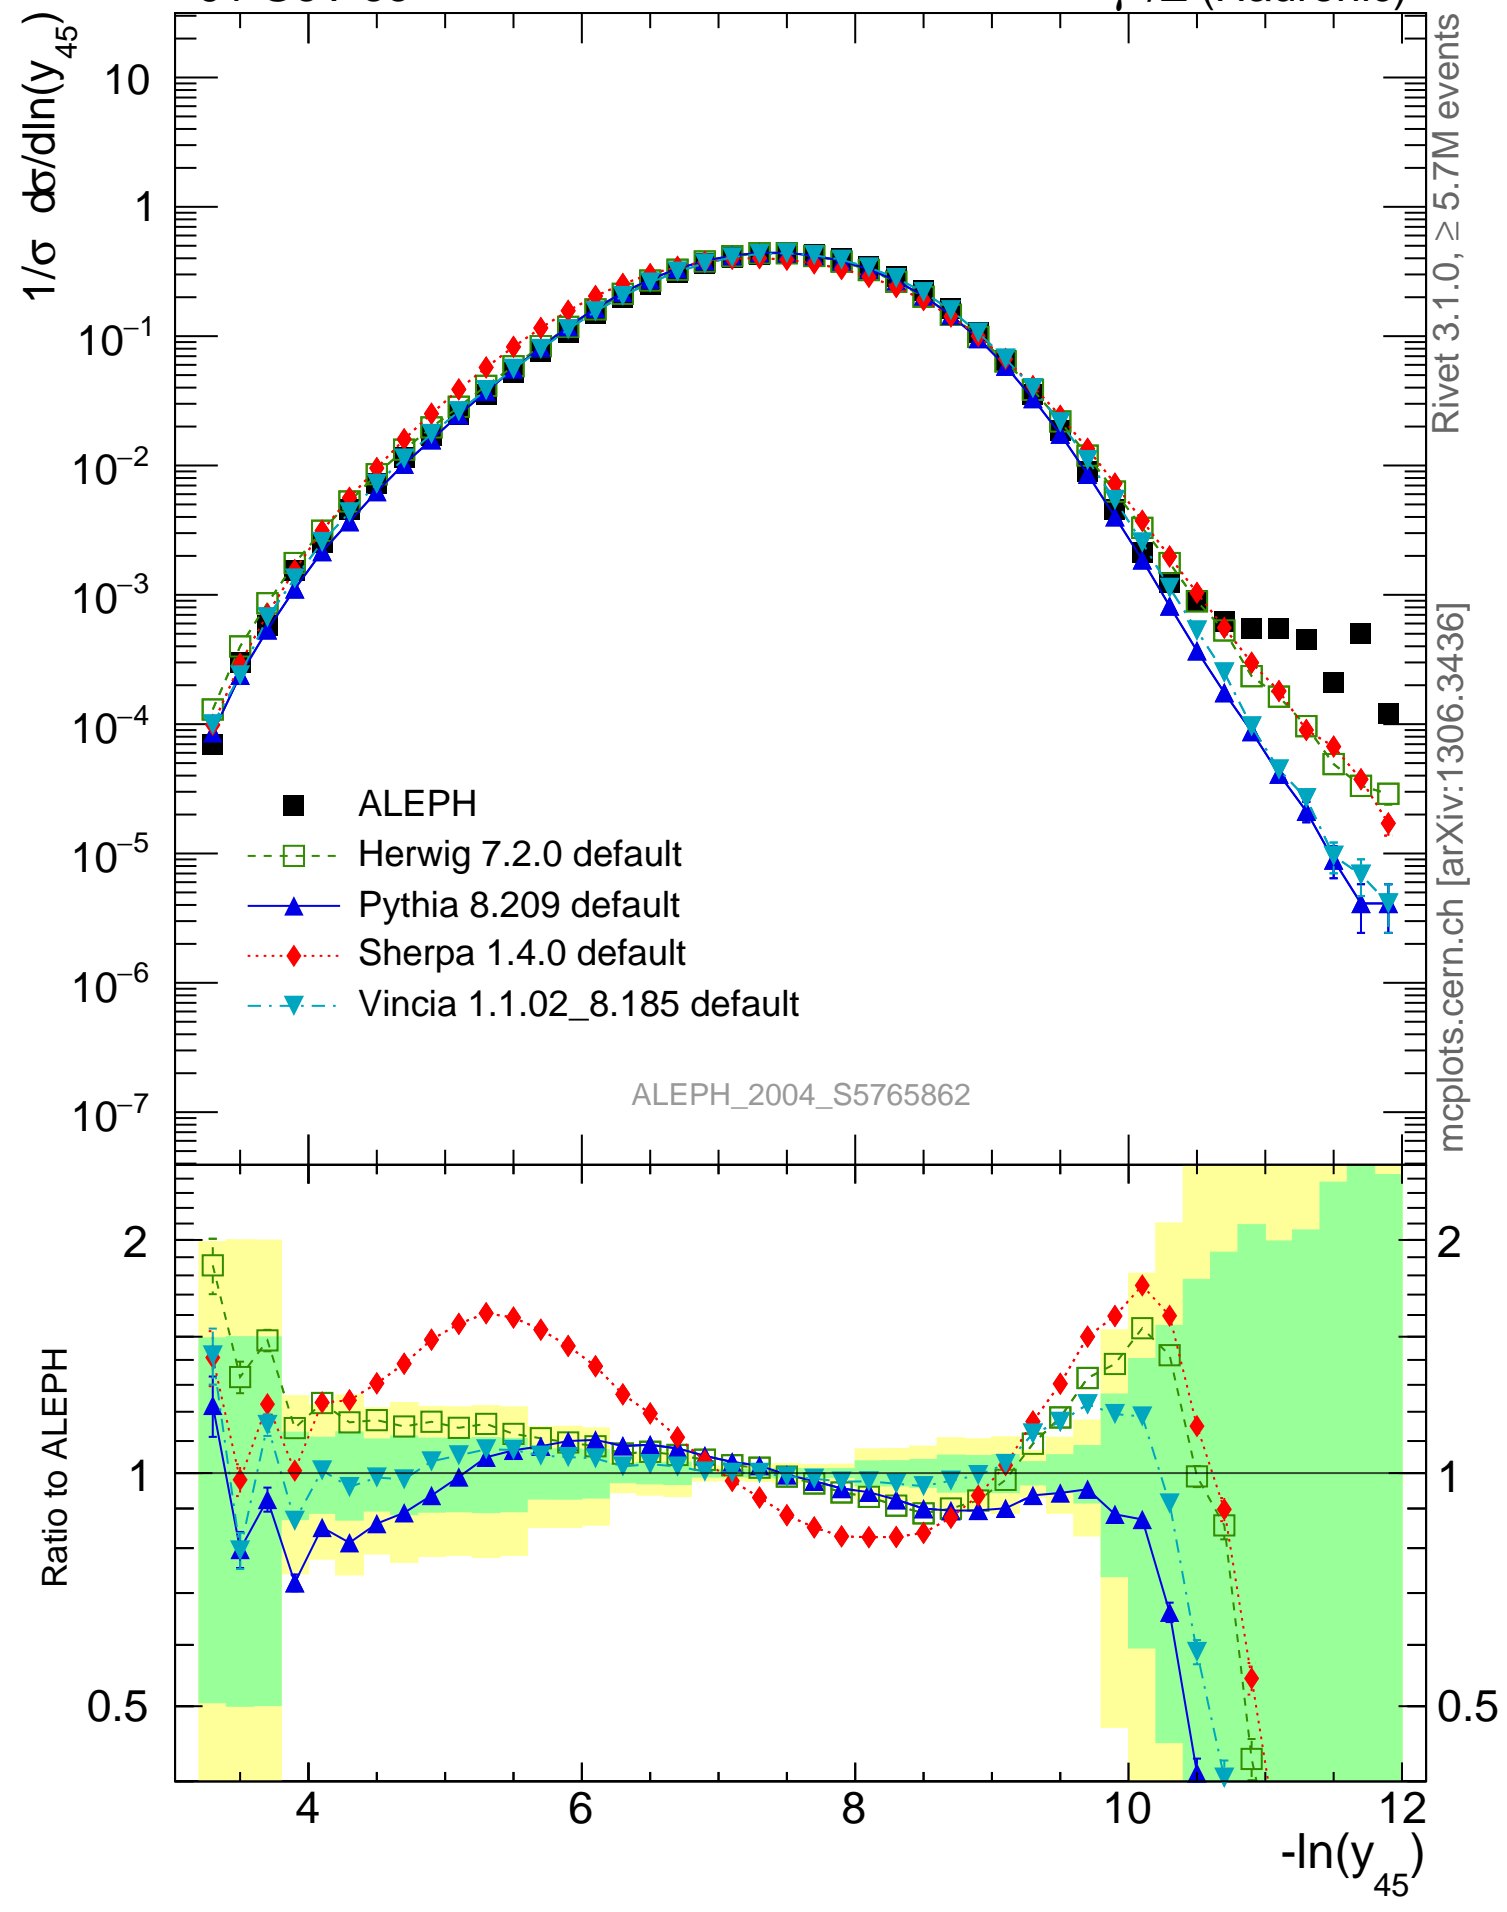 1/σ dσ/dln(y45)
10
1
10−1
10−2
10−3
10−4
10−5
10−6
10−7
ALEPH
Herwig 7.2.0 default
Pythia 8.209 default
Sherpa 1.4.0 default
Vincia 1.1.02_8.185 default
ALEPH_2004_S5765862
Rivet 3.1.0, ≥ 5.7M events
mcplots.cern.ch [arXiv:1306.3436]
Ratio to ALEPH
2
1
0.5
2
1
0.5
4 6 8 10 12
-ln(y45)